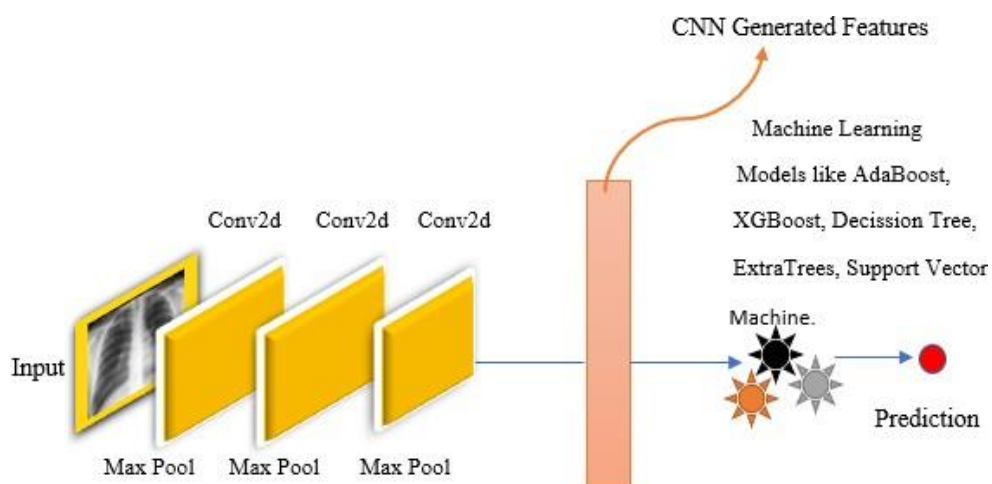 CNN Generated Features
Machine Learning
Models like AdaBoost,
XGBoost, Decission Tree,
ExtraTrees, Support Vector
Machine.
Conv2d Conv2d Conv2d
Input
Max Pool Max Pool Max Pool
Prediction